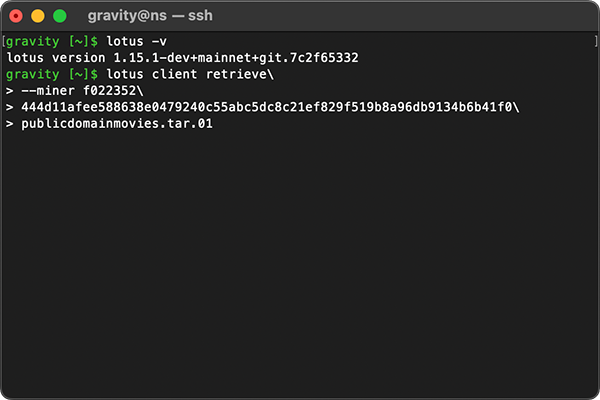 gravity@ns — ssh
[gravity [~]$ lotus -v ]
lotus version 1.15.1-dev+mainnet+git.7c2f65332
gravity [~]$ lotus client retrieve\
> --miner f022352\
> 444d11afee588638e0479240c55abc5dc8c21ef829f519b8a96db9134b6b41f0\
> publicdomainmovies.tar.01